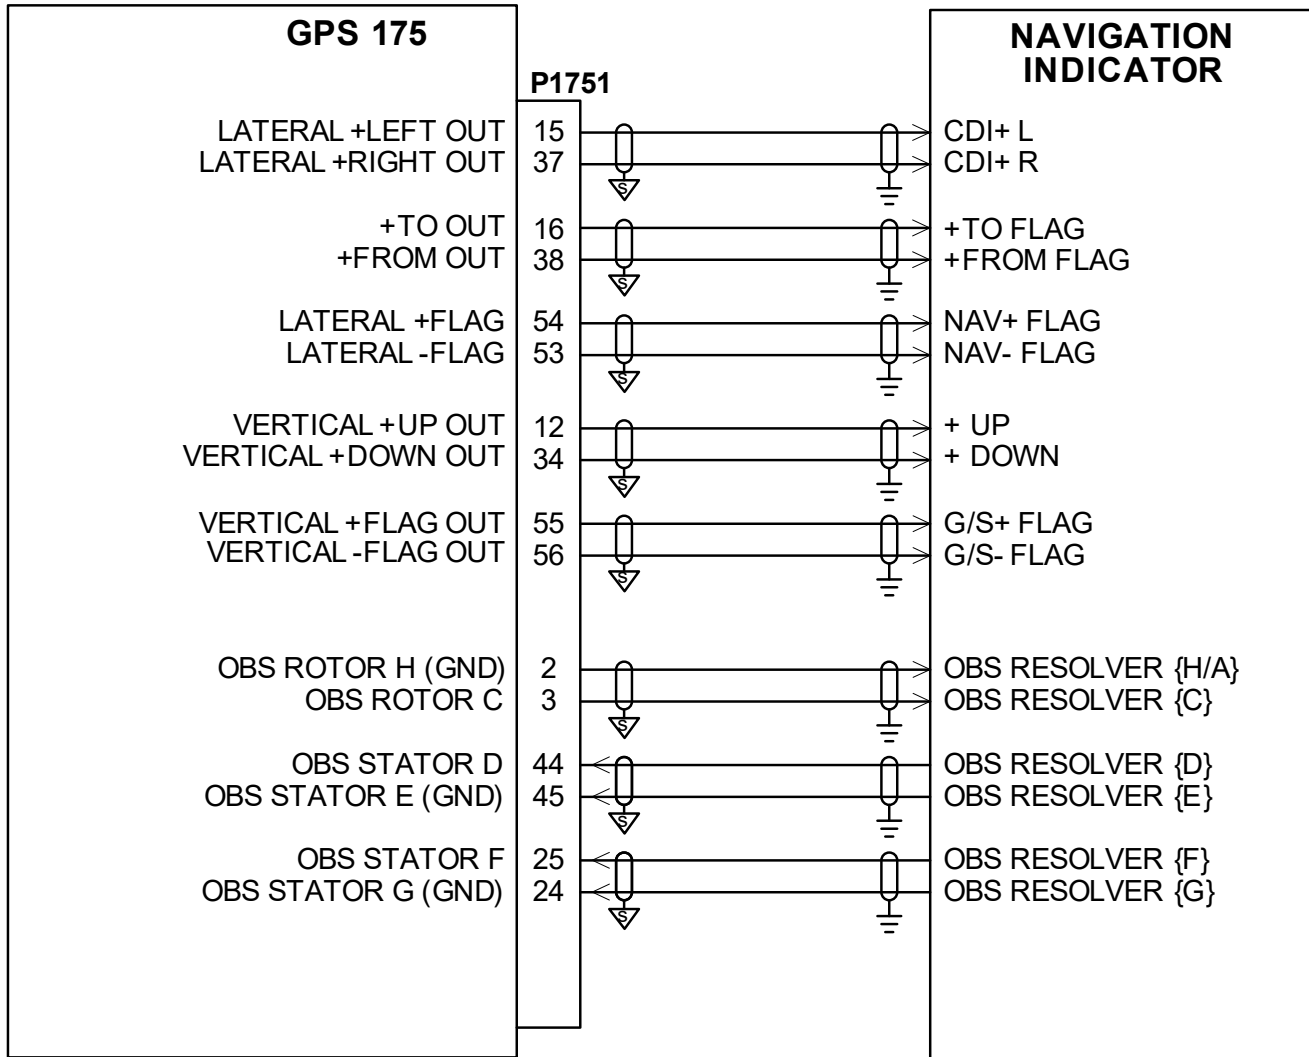 GPS 175
NAVIGATION
INDICATOR
P1751
LATERAL +LEFT OUT 15 S CDI+ L
LATERAL +RIGHT OUT 37 CDI+ R
+TO OUT 16 S +TO FLAG
+FROM OUT 38 +FROM FLAG
LATERAL +FLAG 54 S NAV+ FLAG
LATERAL -FLAG 53 NAV- FLAG
VERTICAL +UP OUT 12 S + UP
VERTICAL +DOWN OUT 34 + DOWN
VERTICAL +FLAG OUT 55 S G/S+ FLAG
VERTICAL -FLAG OUT 56 G/S- FLAG
OBS ROTOR H (GND) 2 S OBS RESOLVER {H/A}
OBS ROTOR C 3 OBS RESOLVER {C}
OBS STATOR D 44 S OBS RESOLVER {D}
OBS STATOR E (GND) 45 OBS RESOLVER {E}
OBS STATOR F 25 S OBS RESOLVER {F}
OBS STATOR G (GND) 24 OBS RESOLVER {G}